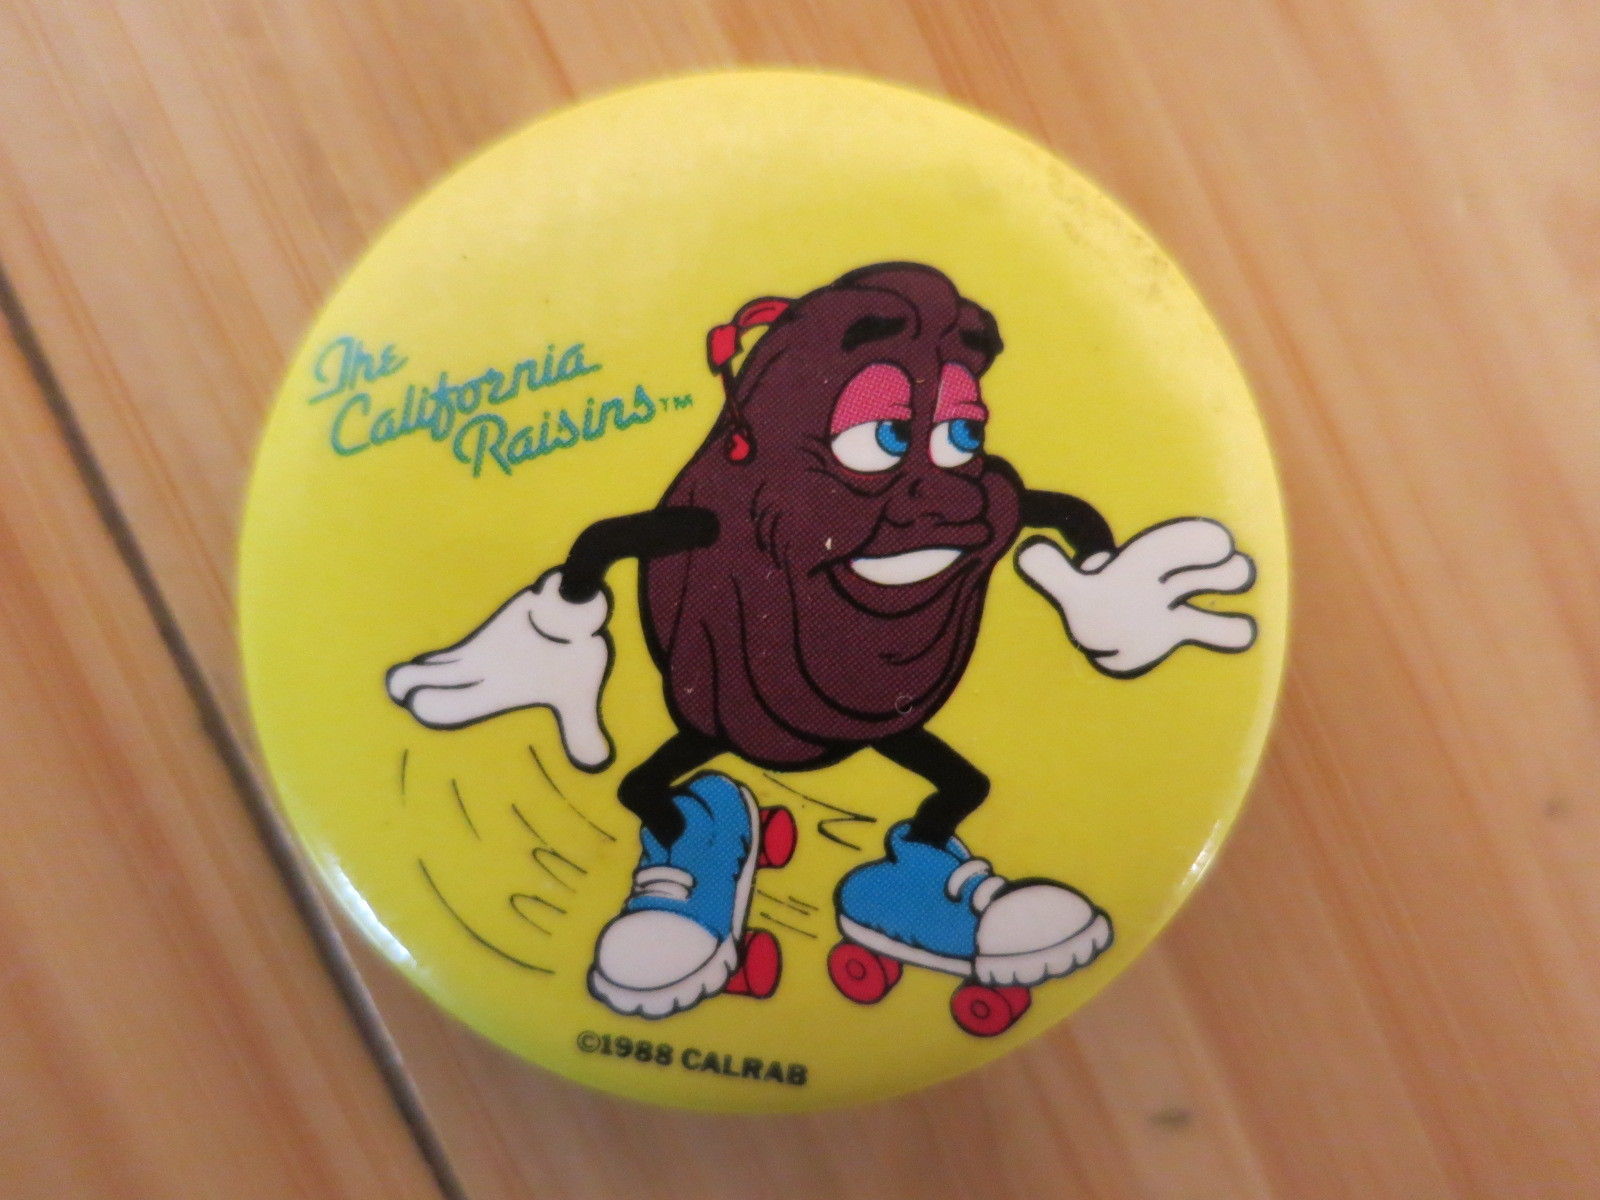 The
California
Raisins™
©1988 CALRAB